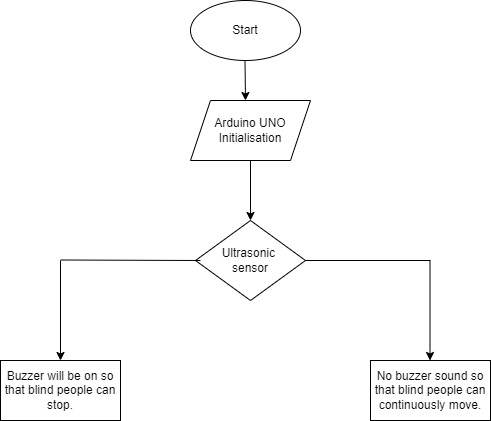 Start
Arduino UNO
Initialisation
Ultrasonic
sensor
Buzzer will be on so
that blind people can
stop.
No buzzer sound so
that blind people can
continuously move.